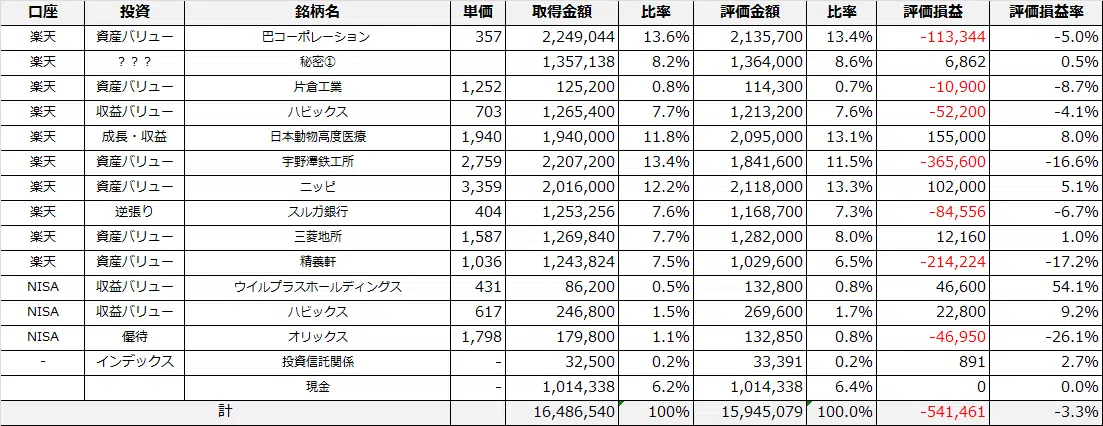 口座 投資 銘柄名 単価 取得金額 比率 評価金額 比率 評価損益 評価損益率
楽天 資産バリュー 巴コーポレーション 357 2,249,044 13.6% 2,135,700 13.4% -113,344 -5.0%
楽天 ？？？ 秘密① 1,357,138 8.2% 1,364,000 8.6% 6,862 0.5%
楽天 資産バリュー 片倉工業 1,252 125,200 0.8% 114,300 0.7% -10,900 -8.7%
楽天 収益バリュー ハビックス 703 1,265,400 7.7% 1,213,200 7.6% -52,200 -4.1%
楽天 成長・収益 日本動物高度医療 1,940 1,940,000 11.8% 2,095,000 13.1% 155,000 8.0%
楽天 資産バリュー 宇野澤鉄工所 2,759 2,207,200 13.4% 1,841,600 11.5% -365,600 -16.6%
楽天 資産バリュー ニッピ 3,359 2,016,000 12.2% 2,118,000 13.3% 102,000 5.1%
楽天 逆張り スルガ銀行 404 1,253,256 7.6% 1,168,700 7.3% -84,556 -6.7%
楽天 資産バリュー 三菱地所 1,587 1,269,840 7.7% 1,282,000 8.0% 12,160 1.0%
楽天 資産バリュー 精養軒 1,036 1,243,824 7.5% 1,029,600 6.5% -214,224 -17.2%
NISA 収益バリュー ウイルプラスホールディングス 431 86,200 0.5% 132,800 0.8% 46,600 54.1%
NISA 収益バリュー ハビックス 617 246,800 1.5% 269,600 1.7% 22,800 9.2%
NISA 優待 オリックス 1,798 179,800 1.1% 132,850 0.8% -46,950 -26.1%
- インデックス 投資信託関係 - 32,500 0.2% 33,391 0.2% 891 2.7%
現金 - 1,014,338 6.2% 1,014,338 6.4% 0 0.0%
計 16,486,540 100% 15,945,079 100.0% -541,461 -3.3%